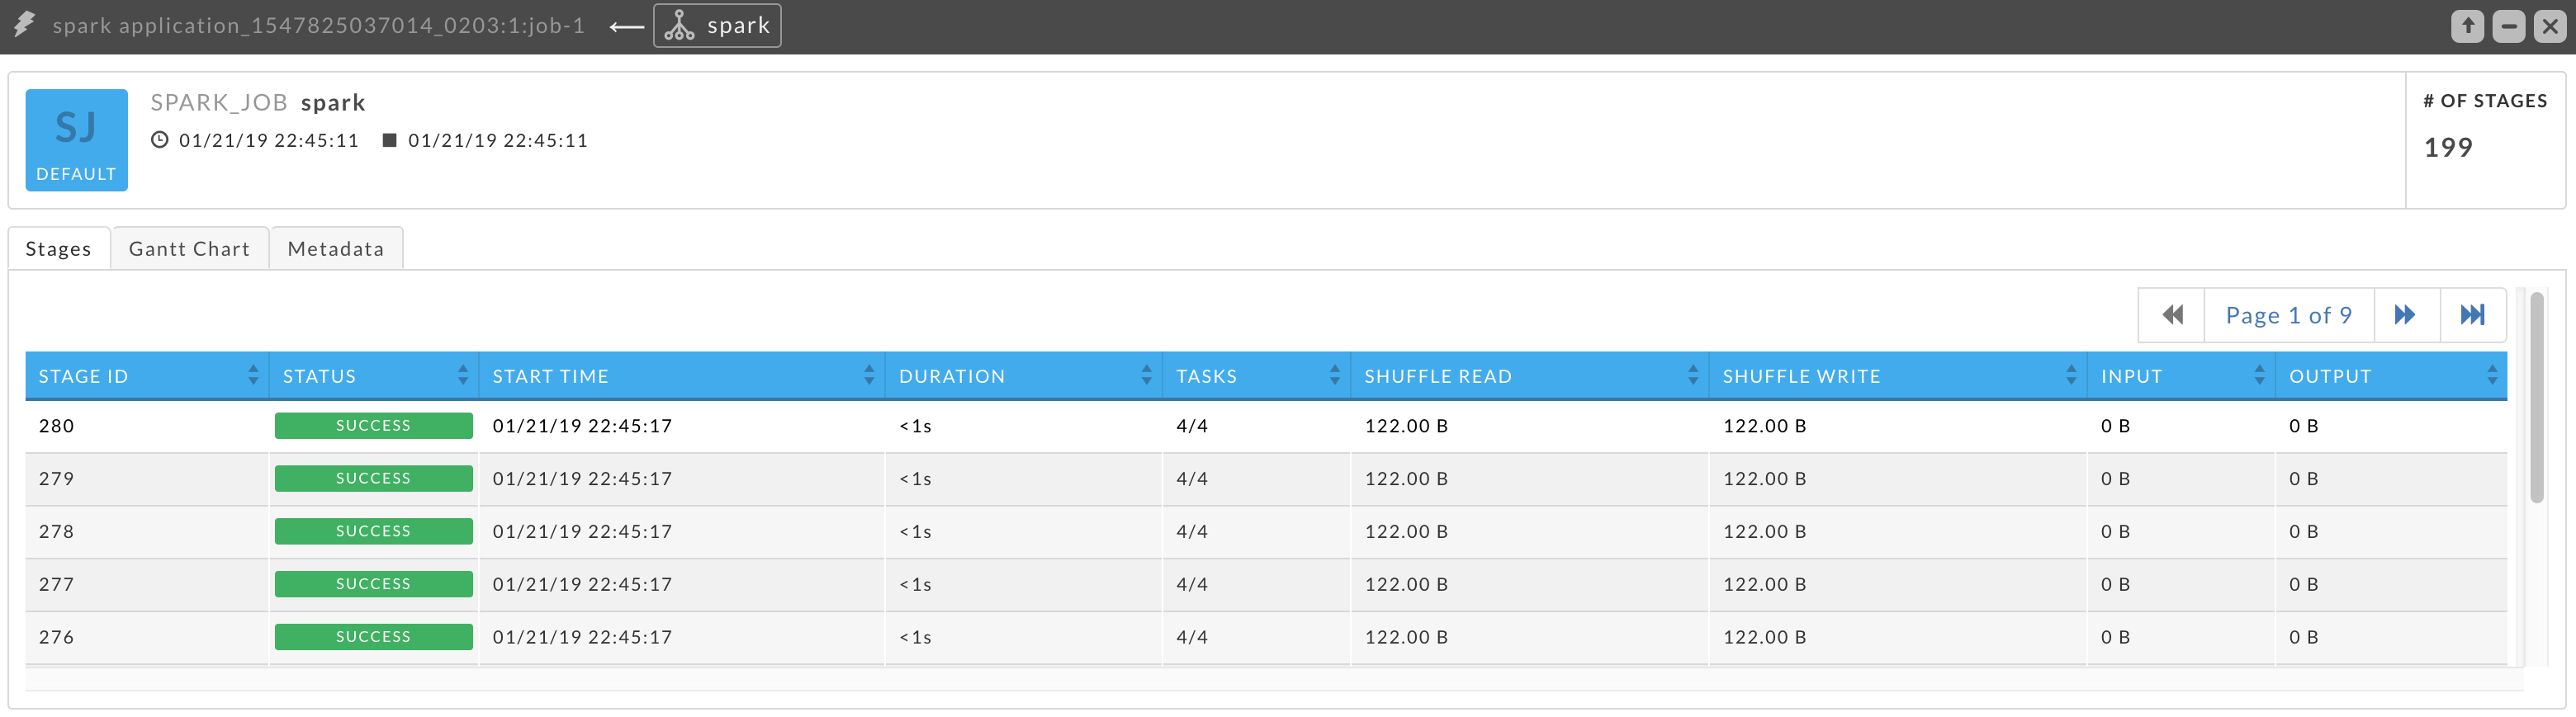 spark application_1547825037014_0203:1:job-1 spark
SJ
DEFAULT
SPARK_JOB spark
01/21/19 22:45:11 01/21/19 22:45:11
# OF STAGES
199
Stages Gantt Chart Metadata
Page 1 of 9
STAGE ID STATUS START TIME DURATION TASKS SHUFFLE READ SHUFFLE WRITE INPUT OUTPUT
280 SUCCESS 01/21/19 22:45:17 <1s 4/4 122.00 B 122.00 B 0 B 0 B
279 SUCCESS 01/21/19 22:45:17 <1s 4/4 122.00 B 122.00 B 0 B 0 B
278 SUCCESS 01/21/19 22:45:17 <1s 4/4 122.00 B 122.00 B 0 B 0 B
277 SUCCESS 01/21/19 22:45:17 <1s 4/4 122.00 B 122.00 B 0 B 0 B
276 SUCCESS 01/21/19 22:45:17 <1s 4/4 122.00 B 122.00 B 0 B 0 B